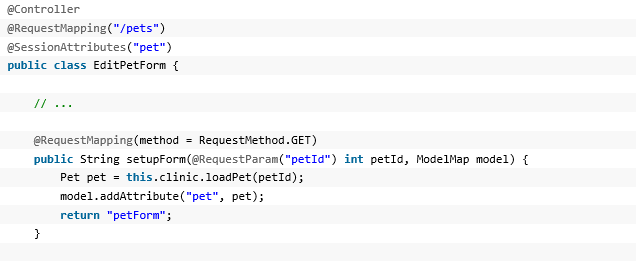 @Controller
@RequestMapping("/pets")
@SessionAttributes("pet")
public class EditPetForm {
// ...
@RequestMapping(method = RequestMethod.GET)
public String setupForm(@RequestParam("petId") int petId, ModelMap model) {
Pet pet = this.clinic.loadPet(petId);
model.addAttribute("pet", pet);
return "petForm";
}